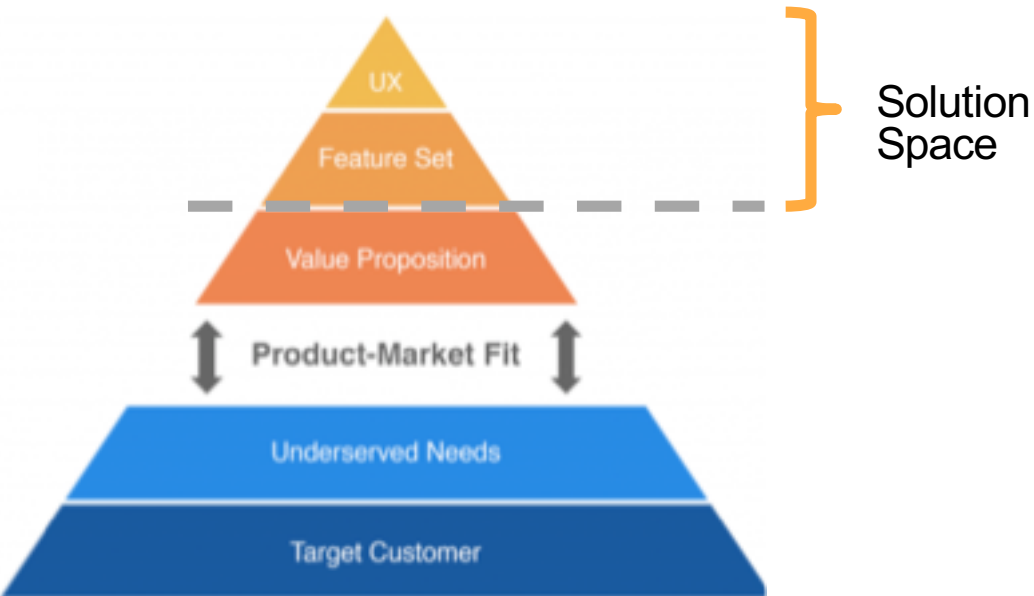 UX
Solution
Space
Feature Set
Value Proposition
Product-Market Fit
Underserved Needs
Target Customer